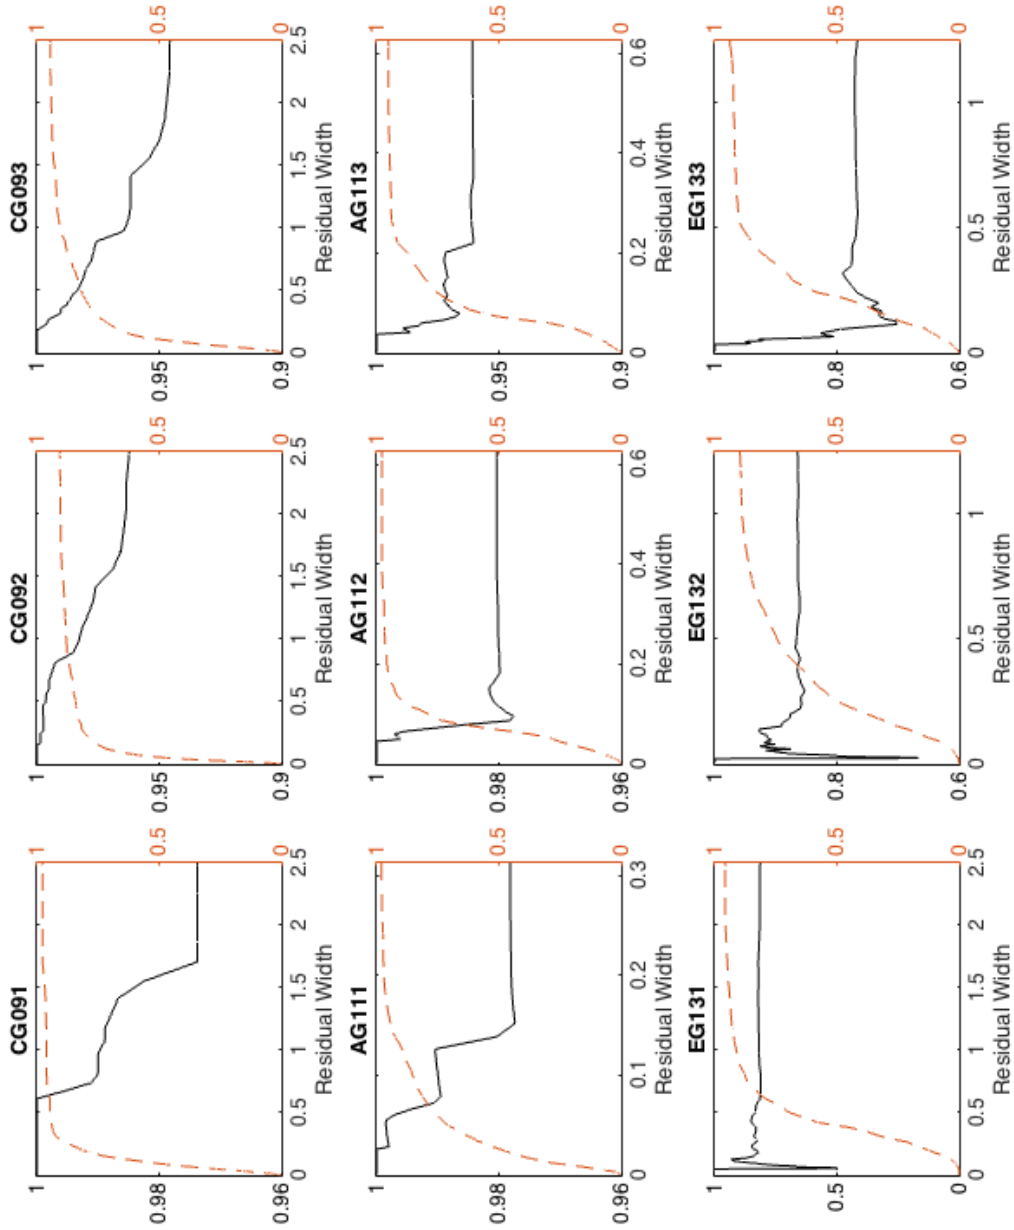 CG091 CG092 CG093
1 1 1 1 1 1
0.98 0.5 0.95 0.5 0.95 0.5
0.96 0 0.9 0 0.9 0
0 0.5 1 1.5 2 2.5 0 0.5 1 1.5 2 2.5 0 0.5 1 1.5 2 2.5
Residual Width Residual Width Residual Width
AG111 AG112 AG113
1 1 1 1 1 1
0.98 0.5 0.98 0.5 0.95 0.5
0.96 0 0.96 0 0.9 0
0 0.1 0.2 0.3 0 0.2 0.4 0.6 0 0.2 0.4 0.6
Residual Width Residual Width Residual Width
EG131 EG132 EG133
1 1 1 1 1 1
0.5 0.5 0.8 0.5 0.8 0.5
0 0 0.6 0 0.6 0
0 0.5 1 1.5 2 2.5 0 0.5 1 0 0.5 1
Residual Width Residual Width Residual Width